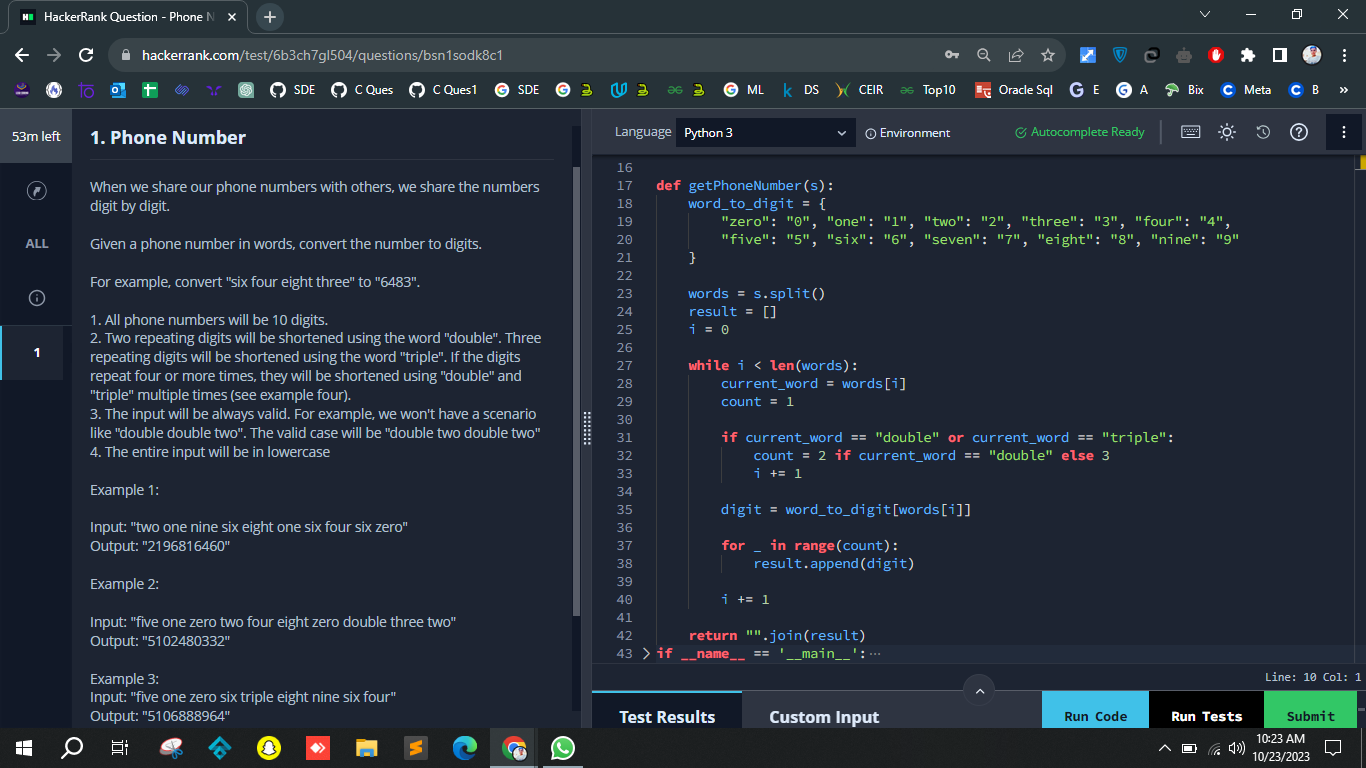 HackerRank Question - Phone N
hackerrank.com/test/6b3ch7gl504/questions/bsn1sodk8c1
SDE
C Ques
C Ques1
SDE
ML
DS
CEIR
Top10
Oracle Sql
E
A
Bix
Meta
B
»
53m left
ALL
1
1. Phone Number
When we share our phone numbers with others, we share the numbers
digit by digit.
Given a phone number in words, convert the number to digits.
For example, convert "six four eight three" to "6483".
1. All phone numbers will be 10 digits.
2. Two repeating digits will be shortened using the word "double". Three
repeating digits will be shortened using the word "triple". If the digits
repeat four or more times, they will be shortened using "double" and
"triple" multiple times (see example four).
3. The input will be always valid. For example, we won't have a scenario
like "double double two". The valid case will be "double two double two"
4. The entire input will be in lowercase
Example 1:
Input: "two one nine six eight one six four six zero"
Output: "2196816460"
Example 2:
Input: "five one zero two four eight zero double three two"
Output: "5102480332"
Example 3:
Input: "five one zero six triple eight nine six four"
Output: "5106888964"
Language
Python 3
Environment
Autocomplete Ready
16
17 def getPhoneNumber(s):
18 word_to_digit = {
19 "zero": "0", "one": "1", "two": "2", "three": "3", "four": "4",
20 "five": "5", "six": "6", "seven": "7", "eight": "8", "nine": "9"
21 }
22
23 words = s.split()
24 result = []
25 i = 0
26
27 while i < len(words):
28 current_word = words[i]
29 count = 1
30
31 if current_word == "double" or current_word == "triple":
32 count = 2 if current_word == "double" else 3
33 i += 1
34
35 digit = word_to_digit[words[i]]
36
37 for _ in range(count):
38 result.append(digit)
39
40 i += 1
41
42 return "".join(result)
43 if __name__ == '__main__':⋯
Line: 10 Col: 1
Test Results
Custom Input
Run Code
Run Tests
Submit
10:23 AM
10/23/2023